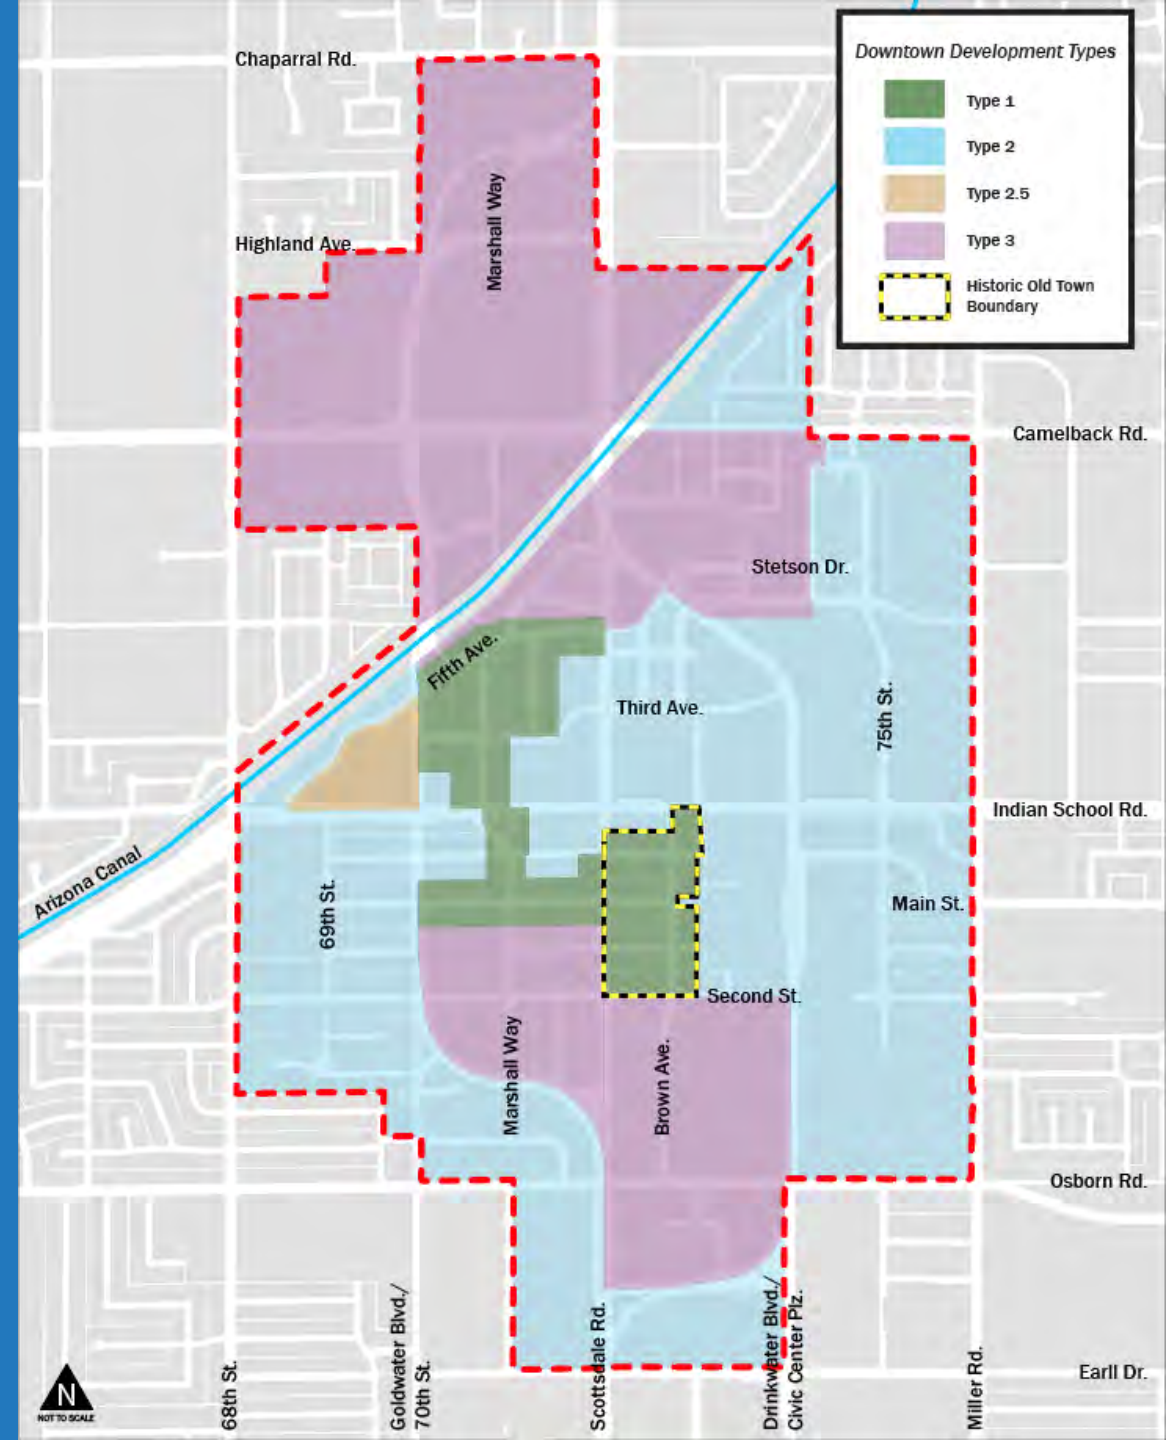 Downtown Development Types
Type 1
Type 2
Type 2.5
Type 3
Historic Old Town
Boundary
Chaparral Rd.
Marshall Way
Highland Ave.
Camelback Rd.
Stetson Dr.
Fifth Ave.
Third Ave.
75th St.
Indian School Rd.
Arizona Canal
69th St.
Main St.
Second St.
Marshall Way
Brown Ave.
Osborn Rd.
68th St.
Goldwater Blvd./
70th St.
Scottsdale Rd.
Drinkwater Blvd./
Civic Center Plz.
Miller Rd.
Earll Dr.
N
NOT TO SCALE